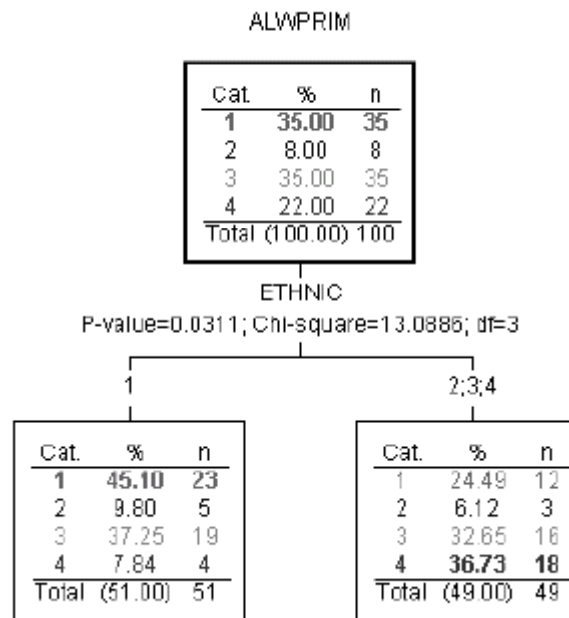 ALWPRIM
Cat. % n
1 35.00 35
2 8.00 8
3 35.00 35
4 22.00 22
Total (100.00) 100
ETHNIC
P-value=0.0311; Chi-square=13.0886; df=3
1
2;3;4
Cat. % n
1 45.10 23
2 9.80 5
3 37.25 19
4 7.84 4
Total (51.00) 51
Cat. % n
1 24.49 12
2 6.12 3
3 32.65 16
4 36.73 18
Total (49.00) 49